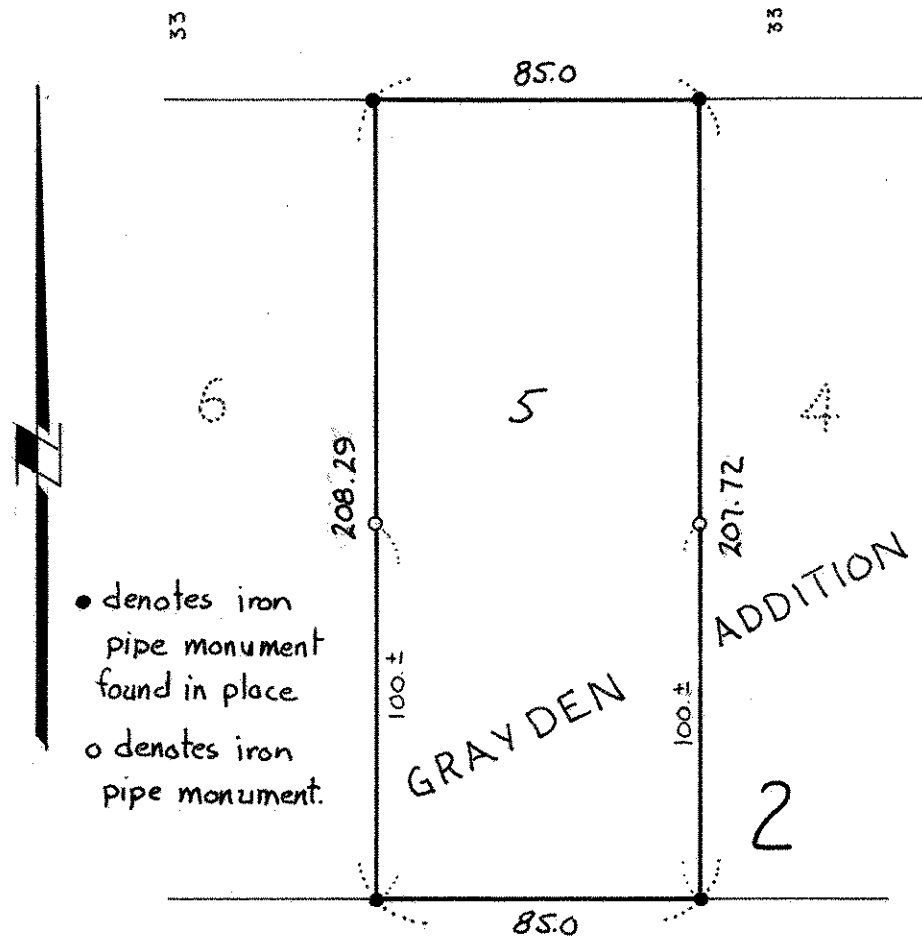 33
33
85.0
6
5
4
208.29
207.72
● denotes iron
pipe monument
found in place
o denotes iron
pipe monument.
100.±
100.±
GRAYDEN ADDITION
2
85.0